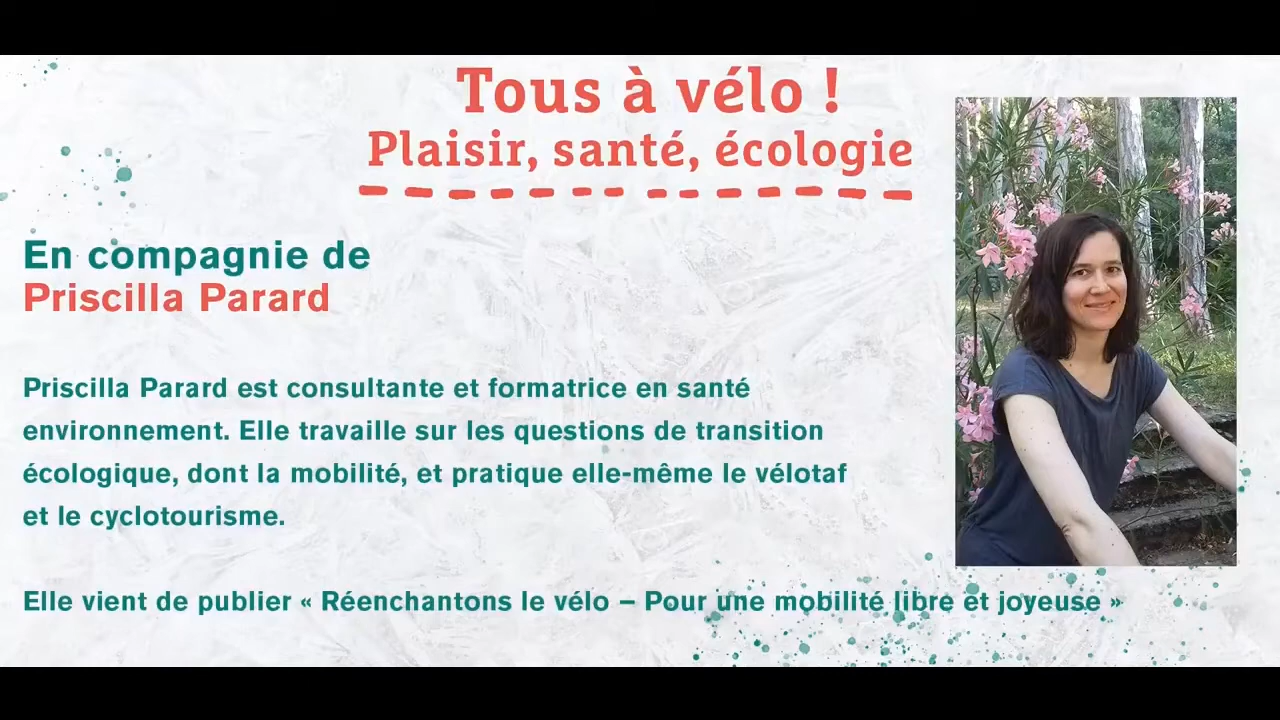 Tous à vélo !
Plaisir, santé, écologie
En compagnie de
Priscilla Parard
Priscilla Parard est consultante et formatrice en santé
environnement. Elle travaille sur les questions de transition
écologique, dont la mobilité, et pratique elle-même le vélotaf
et le cyclotourisme.
Elle vient de publier « Réenchantons le vélo – Pour une mobilité libre et joyeuse »